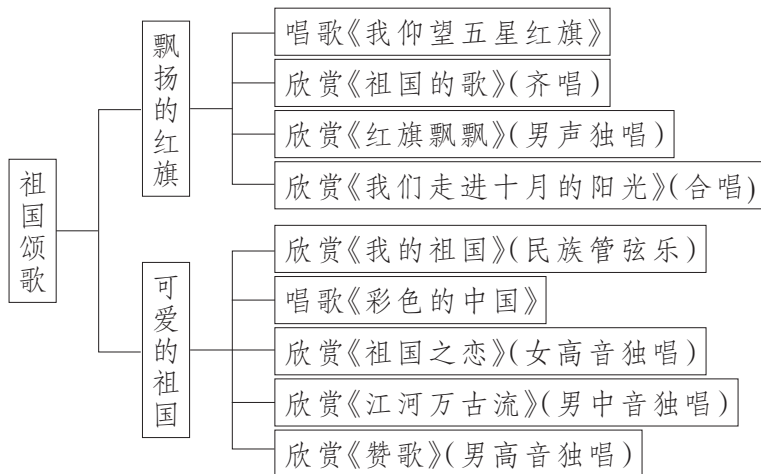 祖国颂歌
飘扬的红旗
唱歌《我仰望五星红旗》
欣赏《祖国的歌》(齐唱)
欣赏《红旗飘飘》(男声独唱)
欣赏《我们走进十月的阳光》(合唱)
可爱的祖国
欣赏《我的祖国》(民族管弦乐)
唱歌《彩色的中国》
欣赏《祖国之恋》(女高音独唱)
欣赏《江河万古流》(男中音独唱)
欣赏《赞歌》(男高音独唱)